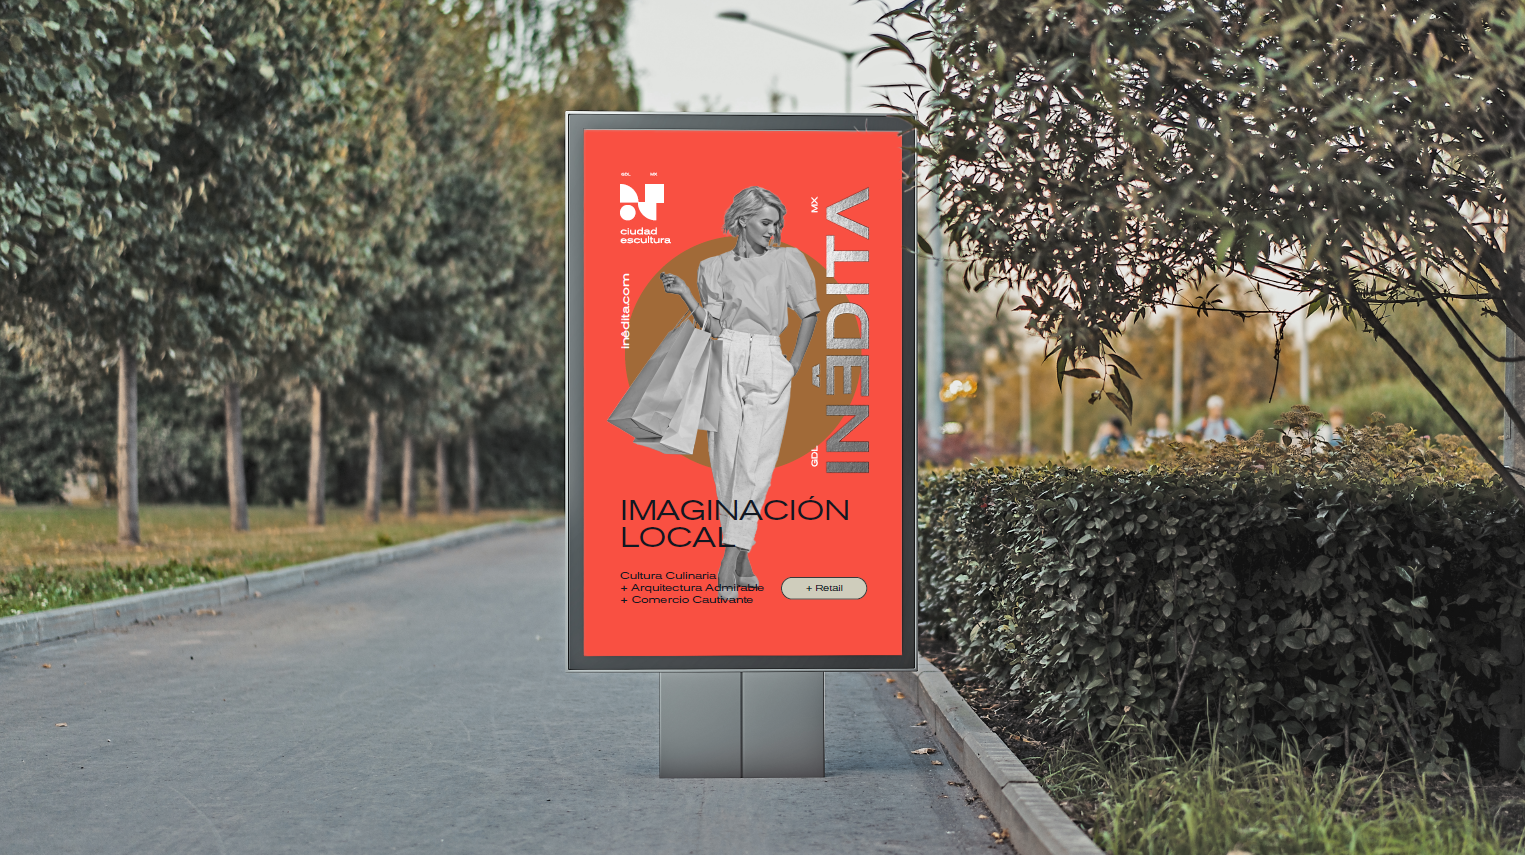 GDL MX
ciudad
escultura
inédita.com
MX
INÉDITA
GDL
IMAGINACIÓN
LOCAL
Cultura Culinaria
+ Arquitectura Admirable
+ Comercio Cautivante
+ Retail